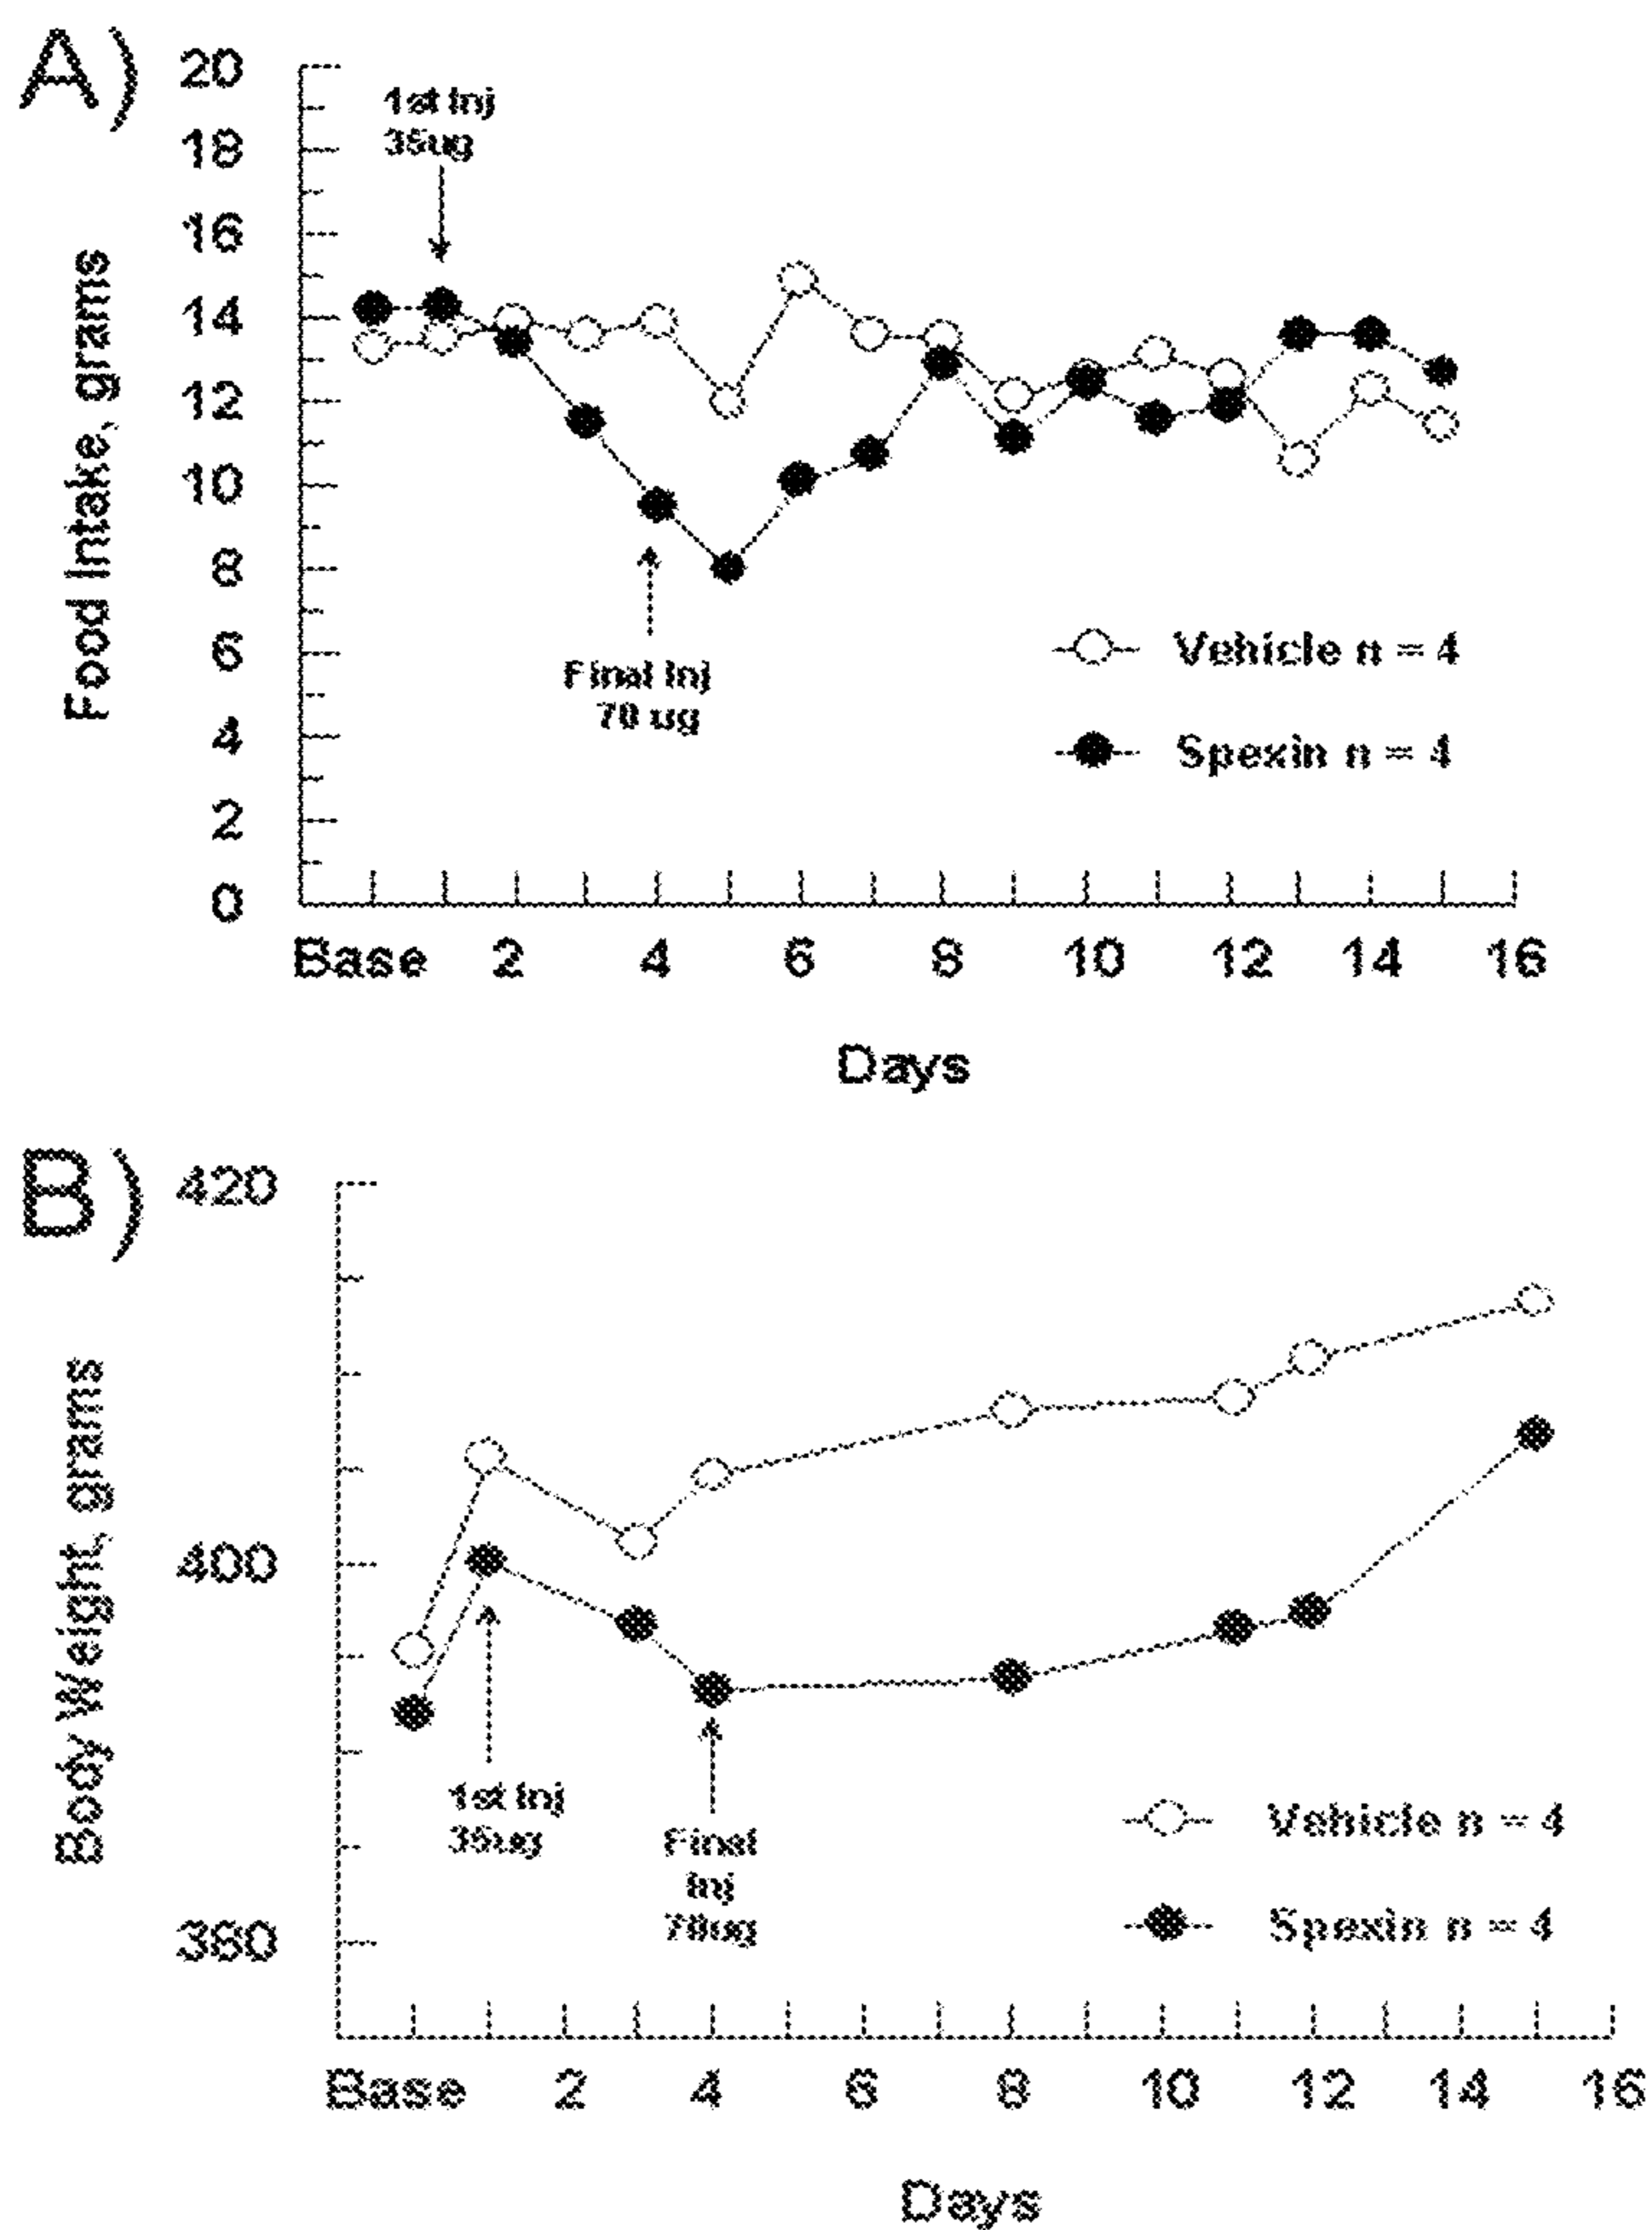 A)
20
18
16
14
12
10
8
6
4
2
0
Food Intake, grams
1st Inj
35ug
Final Inj
70 ug
Vehicle n = 4
Spexin n = 4
Base 2 4 6 8 10 12 14 16
Days
B)
420
400
380
Body Weight, grams
1st Inj
35ug
Final
Inj
70ug
Vehicle n = 4
Spexin n = 4
Base 2 4 6 8 10 12 14 16
Days